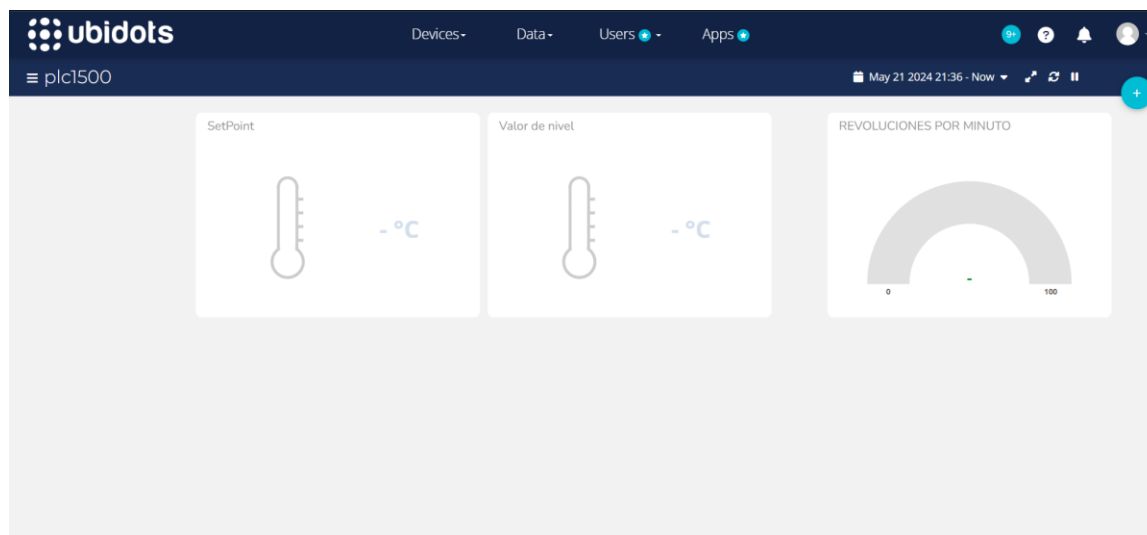 ubidots
Devices
Data
Users
Apps
9+
?
plc1500
May 21 2024 21:36 - Now
+
SetPoint
- °C
Valor de nivel
- °C
REVOLUCIONES POR MINUTO
-
0
100